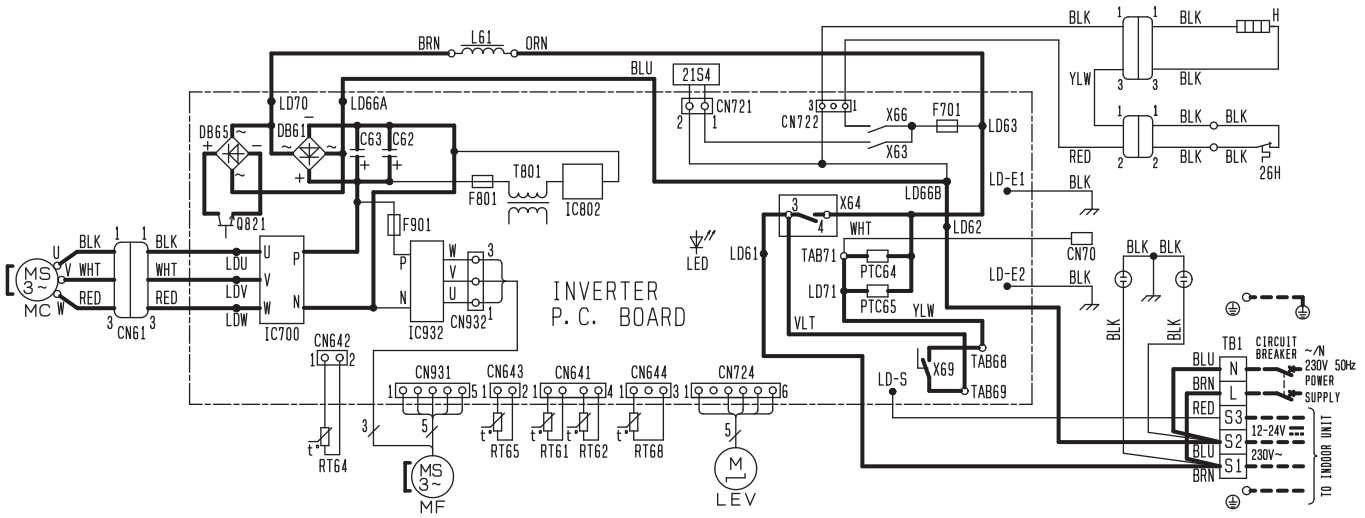 BRN L61 ORN
BLK 1 1 BLK H
BLU
YLW 3 3 BLK
21S4
CN721
2 1
3 1
CN722
X66
F701
X63
LD63
1 1 BLK BLK
RED 2 2 BLK BLK
26H
LD70 LD66A
DB65 ~ DB61 − ~
+ − ~ +
~
C63 C62
+ +
T801
F801 IC802
Q821
F901
LD66B
LD-E1 BLK
3 X64
4
WHT
LD62
LED
LD61
TAB71
CN70
PTC64
LD71
PTC65
LD-E2
BLK
BLK BLK
BLK BLK
YLW
VLT
X69
TAB68
TAB69
LD-S
U BLK 1 1 BLK LDU U P
MS 3~ V WHT WHT LDV V
MC W RED 3 3 RED LDW W N
CN61
IC700
P W 3
V
N U 1
IC932 CN932
INVERTER
P. C. BOARD
CN642
1 2
t°
RT64
CN931
1 5
3 5
MS
3~
MF
CN643
1 2
t°
RT65
CN641
1 4
t° t°
RT61 RT62
CN644
1 3
t°
RT68
CN724
1 6
5
M
LEV
TB1
CIRCUIT
BREAKER
~/N
230V 50Hz
POWER
SUPPLY
BLU N
BRN L
RED S3
12-24V
S2
BLU 230V~
S1
BRN
TO INDOOR UNIT